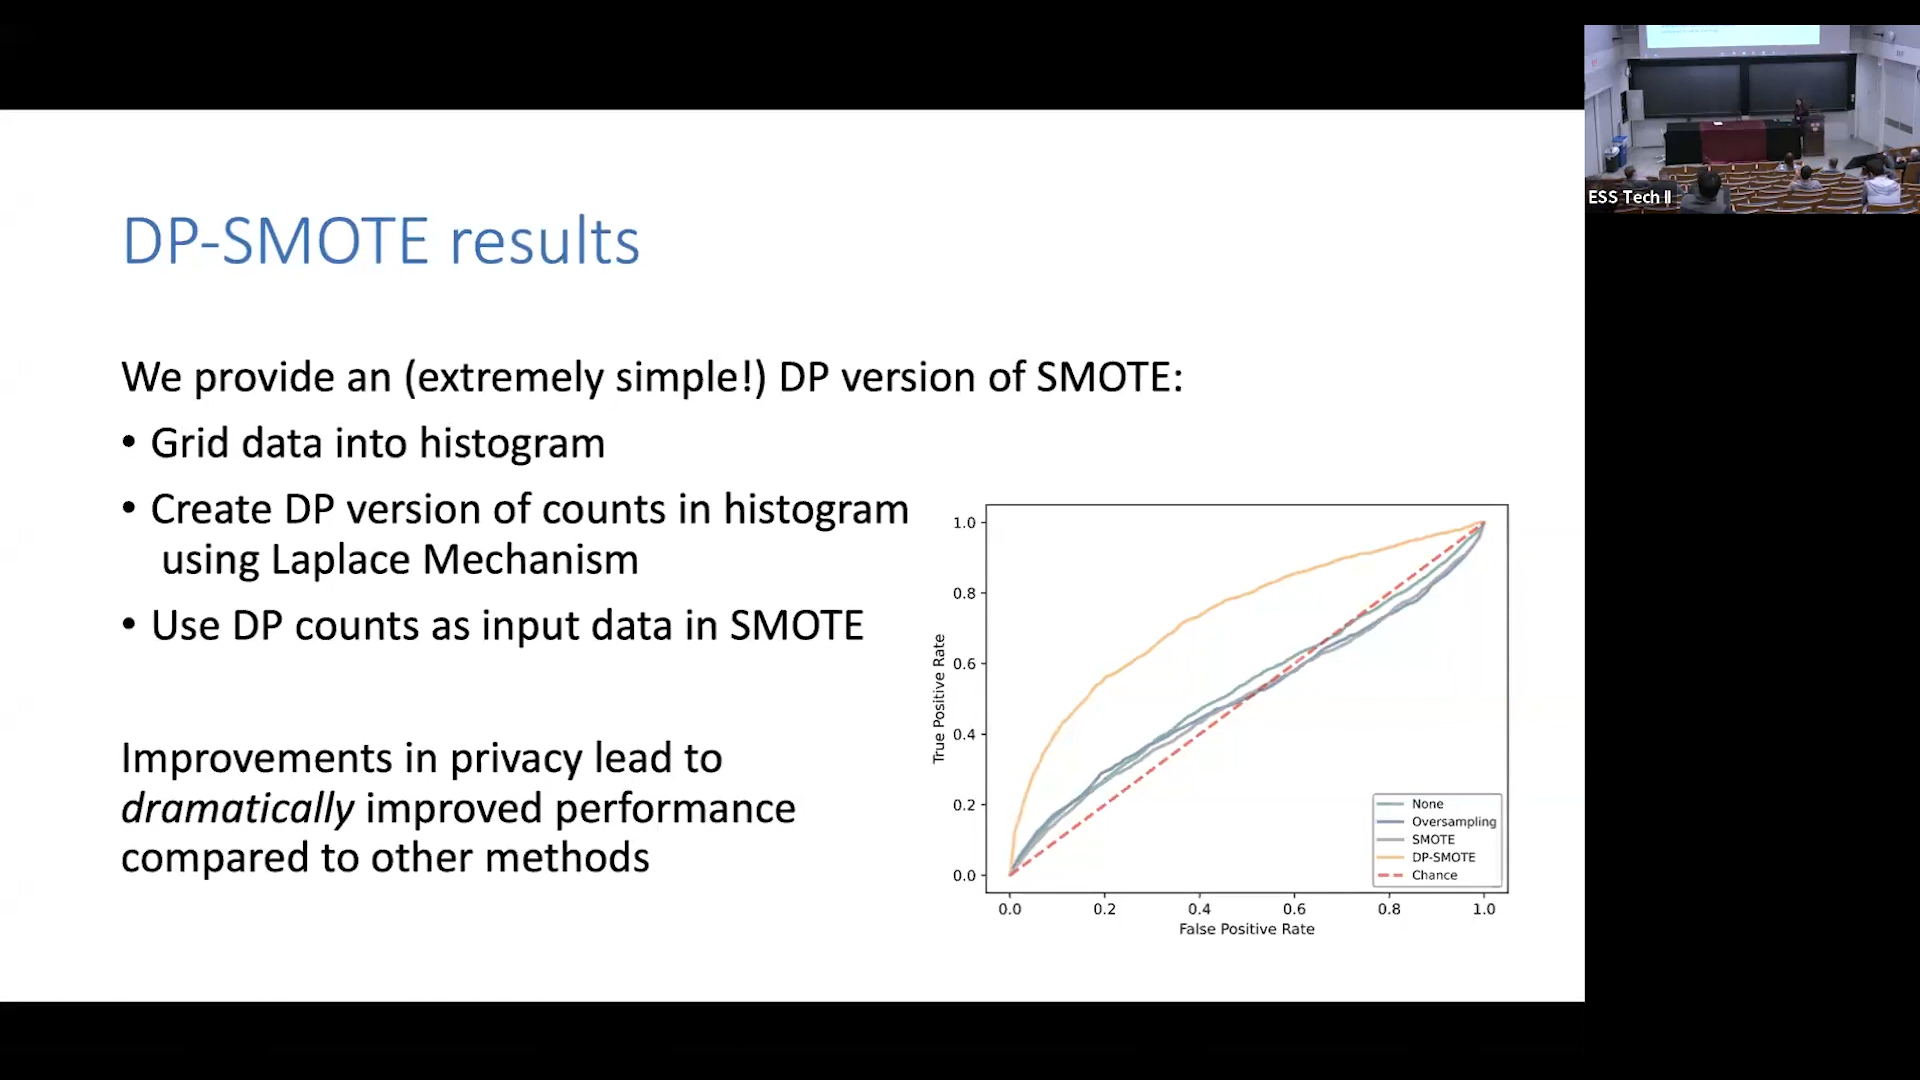 ESS Tech II
DP-SMOTE results
We provide an (extremely simple!) DP version of SMOTE:
• Grid data into histogram
• Create DP version of counts in histogram
using Laplace Mechanism
• Use DP counts as input data in SMOTE
Improvements in privacy lead to
dramatically improved performance
compared to other methods
True Positive Rate
1.0
0.8
0.6
0.4
0.2
0.0
None
Oversampling
SMOTE
DP-SMOTE
Chance
0.0 0.2 0.4 0.6 0.8 1.0
False Positive Rate